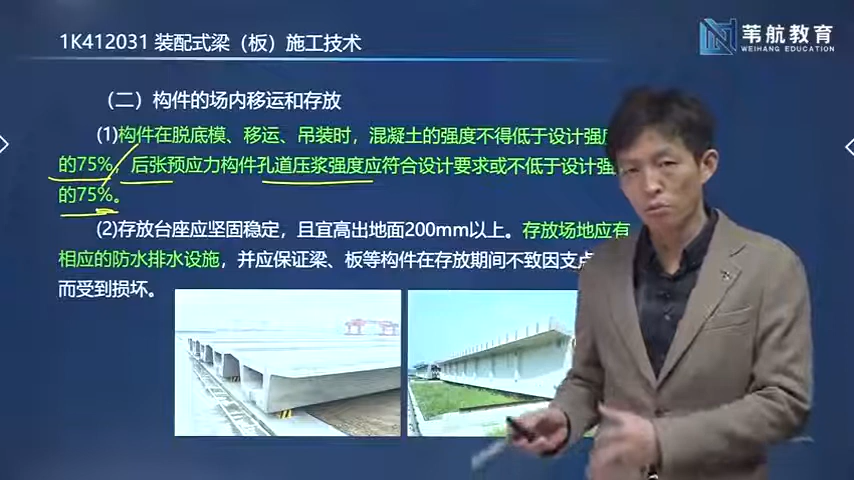 1K412031 装配式梁（板）施工技术
苇航教育
WEIHANG EDUCATION
（二）构件的场内移运和存放
(1)构件在脱底模、移运、吊装时，混凝土的强度不得低于设计强
的75%，后张预应力构件孔道压浆强度应符合设计要求或不低于设计强
的75%。
(2)存放台座应坚固稳定，且宜高出地面200mm以上。存放场地应有
相应的防水排水设施，并应保证梁、板等构件在存放期间不致因支点
而受到损坏。